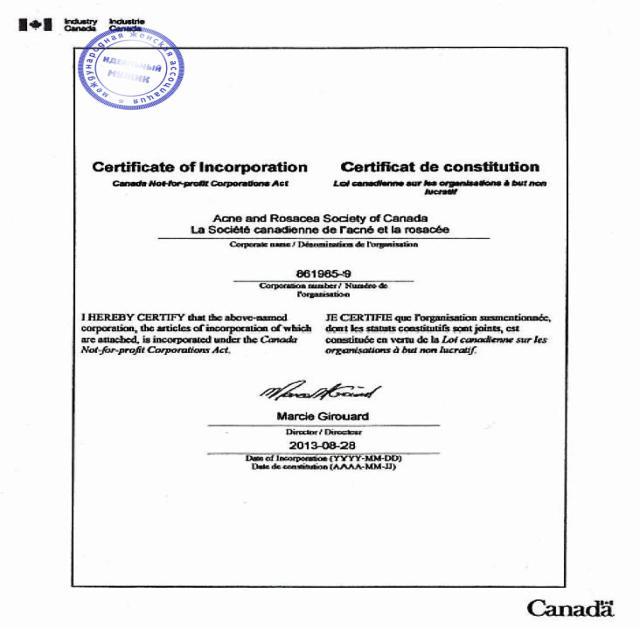 Industry Industrie
Canada Canada
международная женская ассоциация
ИДЕАЛЬНЫЙ
МУЖИК
Certificate of Incorporation
Canada Not-for-profit Corporations Act
Certificat de constitution
Loi canadienne sur les organisations à but non
lucratif
Acne and Rosacea Society of Canada
La Société canadienne de l'acné et la rosacée
Corporate name / Dénomination de l'organisation
861985-9
Corporation number / Numéro de
l'organisation
I HEREBY CERTIFY that the above-named
corporation, the articles of incorporation of which
are attached, is incorporated under the Canada
Not-for-profit Corporations Act.
JE CERTIFIE que l'organisation susmentionnée,
dont les statuts constitutifs sont joints, est
constituée en vertu de la Loi canadienne sur les
organisations à but non lucratif.
Marcie Girouard
Marcie Girouard
Director / Directeur
2013-08-28
Date of Incorporation (YYYY-MM-DD)
Date de constitution (AAAA-MM-JJ)
Canada